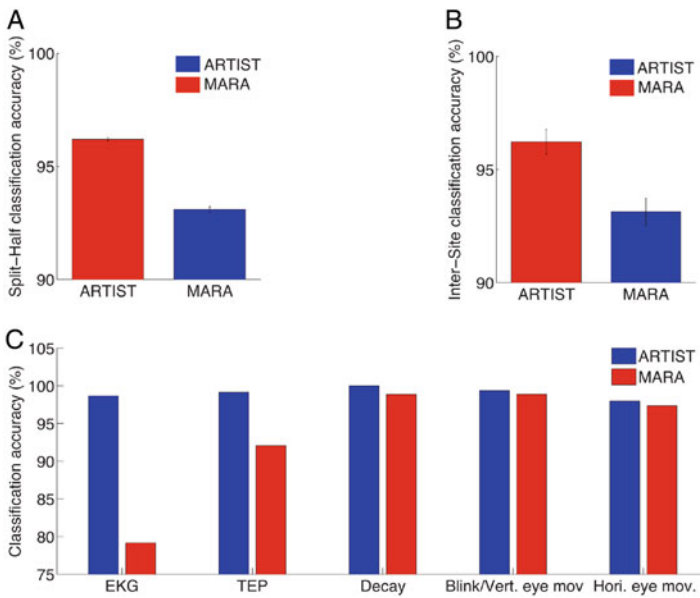 A
Split-Half classification accuracy (%)
100
95
90
ARTIST
MARA
ARTIST
MARA
B
Inter-Site classification accuracy (%)
100
95
90
ARTIST
MARA
ARTIST
MARA
C
Classification accuracy (%)
105
100
95
90
85
80
75
ARTIST
MARA
EKG
TEP
Decay
Blink/Vert. eye mov
Hori. eye mov.